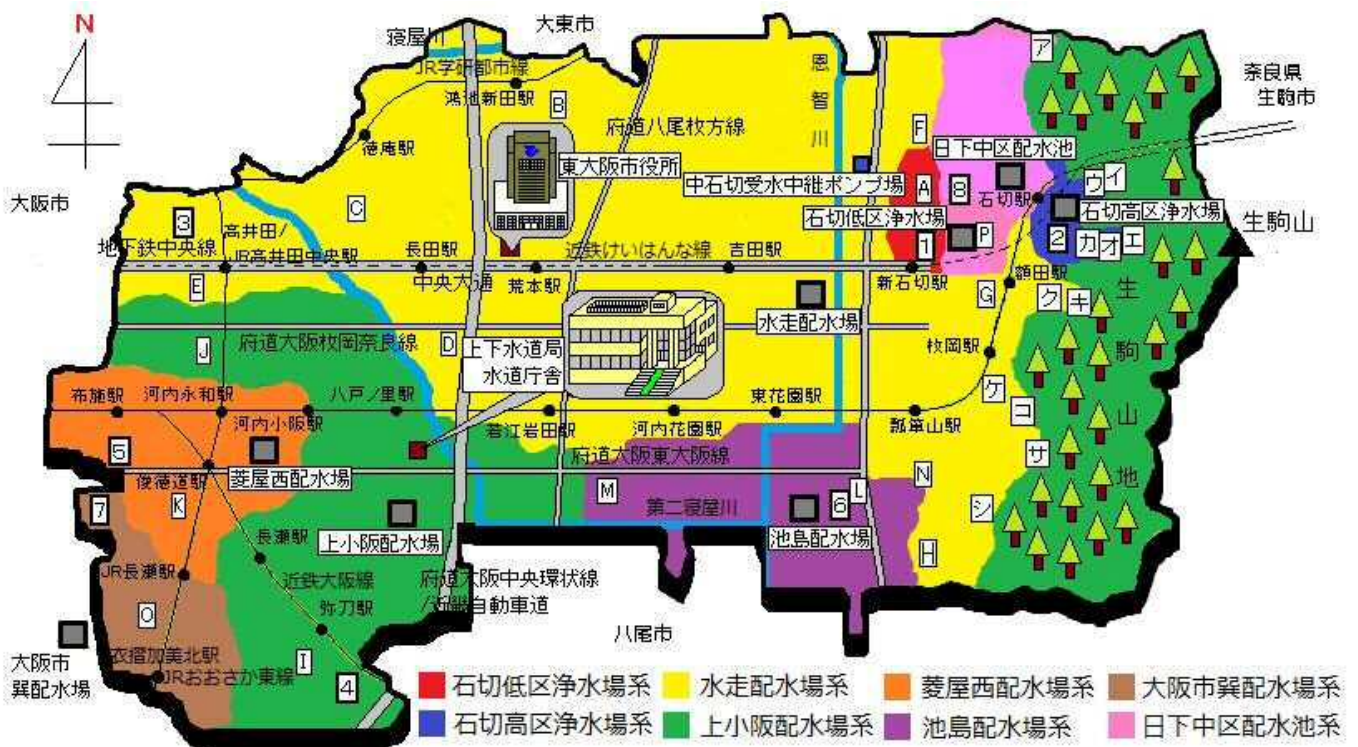 N
大東市
寝屋川
JR学研都市線
鴻池新田駅
B
恩智川
ア
奈良県
生駒市
府道八尾枚方線
F
徳庵駅
東大阪市役所
日下中区配水池
中石切受水中継ポンプ場
A
8
石切駅
ウ
イ
大阪市
C
3
石切低区浄水場
石切高区浄水場
生駒山
高井田/
JR高井田中央駅
地下鉄中央線
長田駅
近鉄けいはんな線
吉田駅
1
P
2
カ
オ
エ
中央大通
荒本駅
新石切駅
額田駅
E
G
ク
キ
水走配水場
生駒山地
府道大阪枚岡奈良線
J
D
上下水道局
水道庁舎
枚岡駅
布施駅
河内永和駅
八戸ノ里駅
東花園駅
ケ
コ
河内小阪駅
若江岩田駅
河内花園駅
瓢箪山駅
5
菱屋西配水場
府道大阪東大阪線
サ
俊徳道駅
7
K
M
第二寝屋川
L
N
6
シ
長瀬駅
上小阪配水場
池島配水場
H
JR長瀬駅
近鉄大阪線
府道大阪中央環状線
/近畿自動車道
O
弥刀駅
八尾市
大阪市
巽配水場
衣摺加美北駅
JRおおさか東線
I
4
石切低区浄水場系
水走配水場系
菱屋西配水場系
大阪市巽配水場系
石切高区浄水場系
上小阪配水場系
池島配水場系
日下中区配水池系